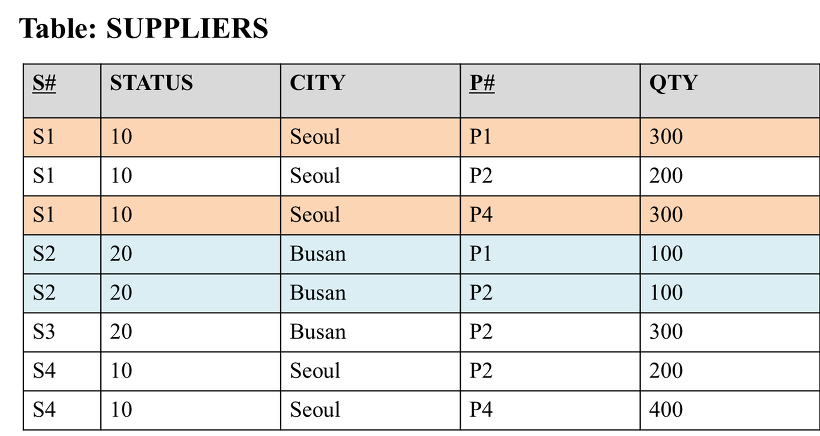 Table: SUPPLIERS
S# STATUS CITY P# QTY
S1 10 Seoul P1 300
S1 10 Seoul P2 200
S1 10 Seoul P4 300
S2 20 Busan P1 100
S2 20 Busan P2 100
S3 20 Busan P2 300
S4 10 Seoul P2 200
S4 10 Seoul P4 400